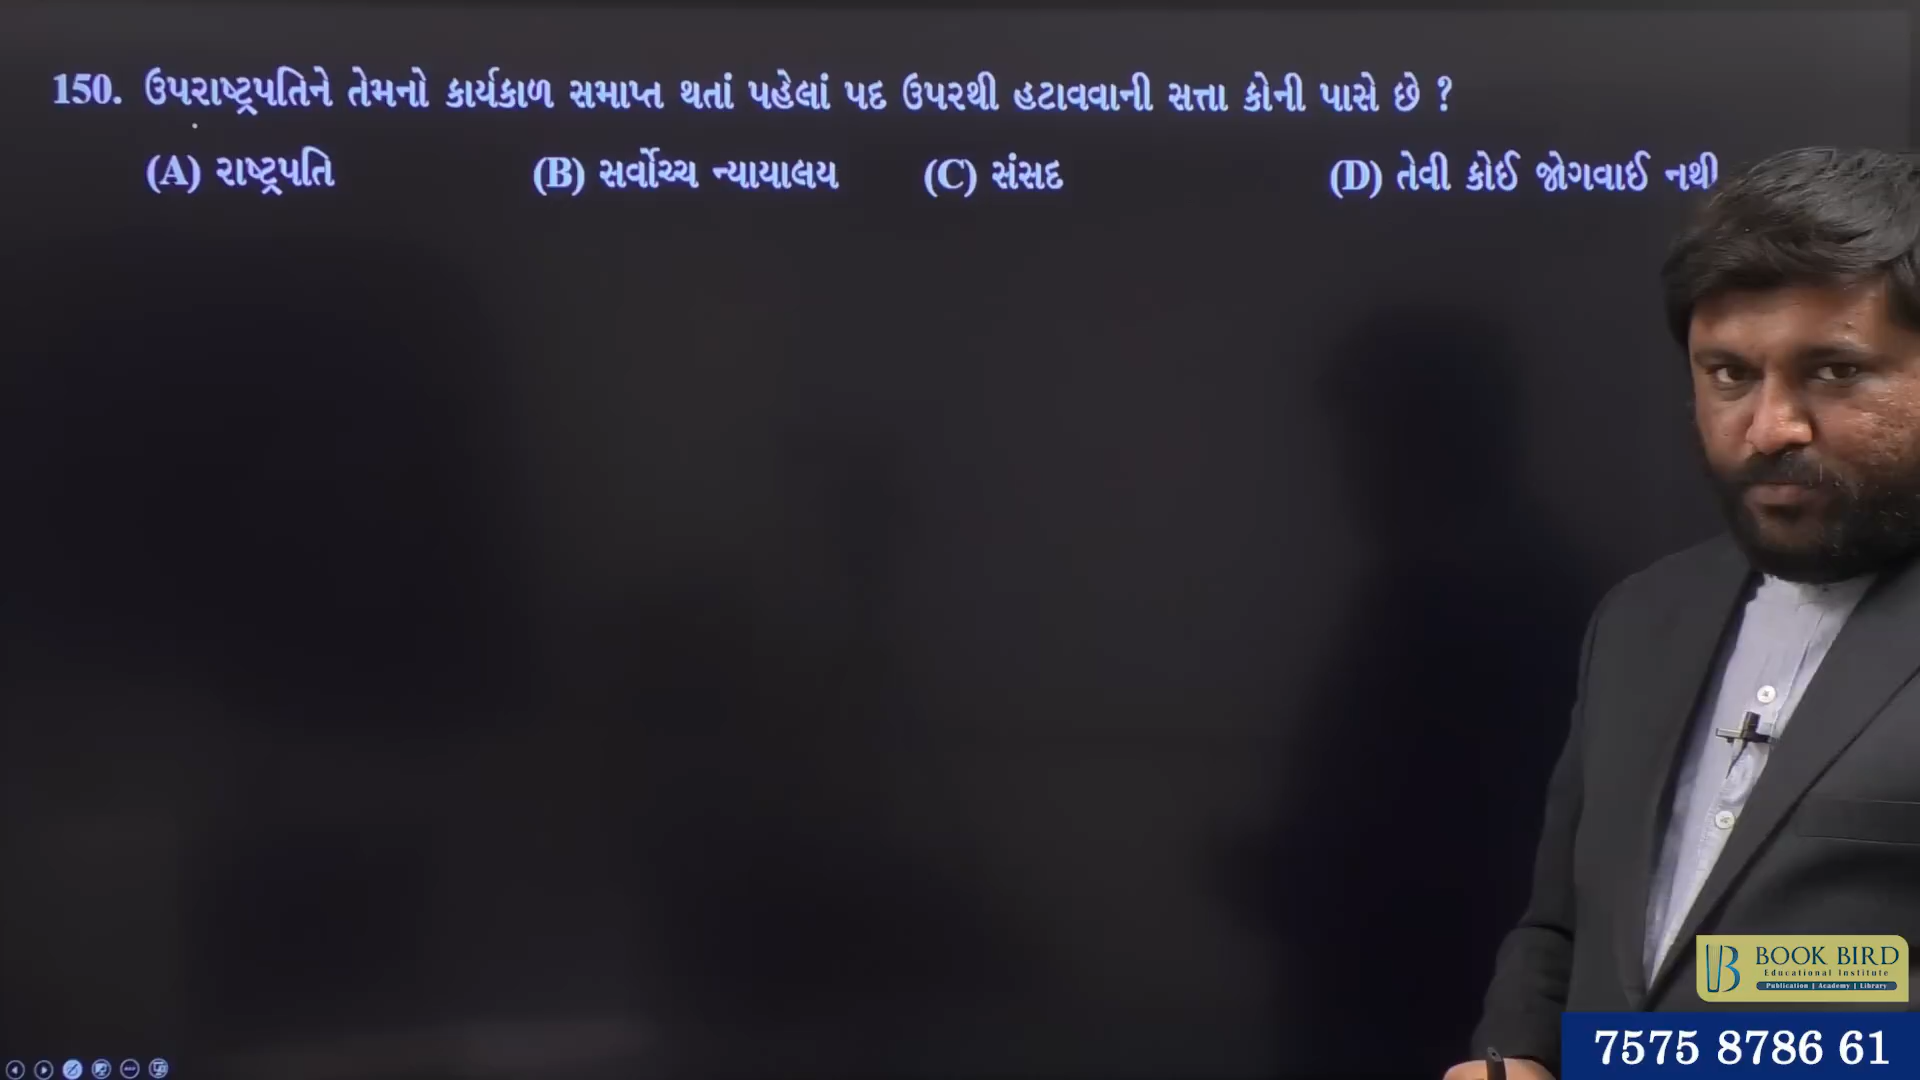 150. ઉપરાષ્ટ્રપતિને તેમનો કાર્યકાળ સમાપ્ત થતાં પહેલાં પદ ઉપરથી હટાવવાની સત્તા કોની પાસે છે ?
(A) રાષ્ટ્રપતિ (B) સર્વોચ્ચ ન્યાયાલય (C) સંસદ (D) તેવી કોઈ જોગવાઈ નથી
BOOK BIRD
Educational Institute
Publication | Academy | Library
7575 8786 61